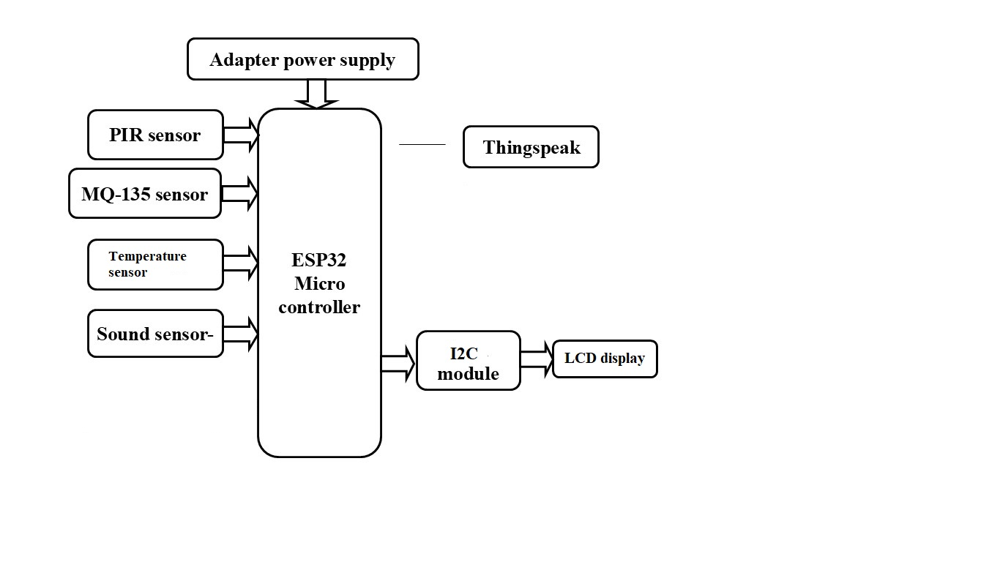 Adapter power supply
PIR sensor
Thingspeak
MQ-135 sensor
Temperature
sensor
ESP32
Micro
controller
Sound sensor-
I2C
module
LCD display